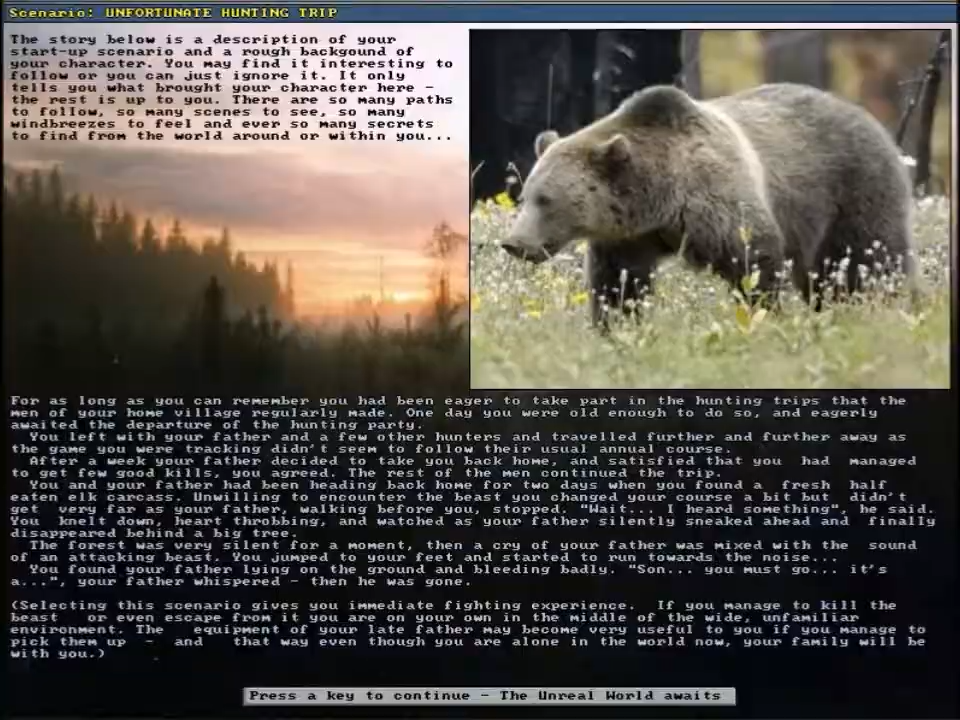 Scenario: UNFORTUNATE HUNTING TRIP
The story below is a description of your
start-up scenario and a rough backgound of
your character. You may find it interesting to
follow or you can just ignore it. It only
tells you what brought your character here -
the rest is up to you. There are so many paths
to follow, so many scenes to see, so many
windbreezes to feel and ever so many secrets
to find from the world around or within you...
For as long as you can remember you had been eager to take part in the hunting trips that the
men of your home village regularly made. One day you were old enough to do so, and eagerly
awaited the departure of the hunting party.
You left with your father and a few other hunters and travelled further and further away as
the game you were tracking didn't seem to follow their usual annual course.
After a week your father decided to take you back home, and satisfied that you had managed
to get few good kills, you agreed. The rest of the men continued the trip.
You and your father had been heading back home for two days when you found a fresh half
eaten elk carcass. Unwilling to encounter the beast you changed your course a bit but didn't
get very far as your father, walking before you, stopped. "Wait... I heard something", he said.
You knelt down, heart throbbing, and watched as your father silently sneaked ahead and finally
disappeared behind a big tree.
The forest was very silent for a moment, then a cry of your father was mixed with the sound
of an attacking beast. You jumped to your feet and started to run towards the noise...
You found your father lying on the ground and bleeding badly. "Son... you must go... it's
a...", your father whispered - then he was gone.
(Selecting this scenario gives you immediate fighting experience. If you manage to kill the
beast or even escape from it you are on your own in the middle of the wide, unfamiliar
environment. The equipment of your late father may become very useful to you if you manage to
pick them up - and that way even though you are alone in the world now, your family will be
with you.)
Press a key to continue - The Unreal World awaits